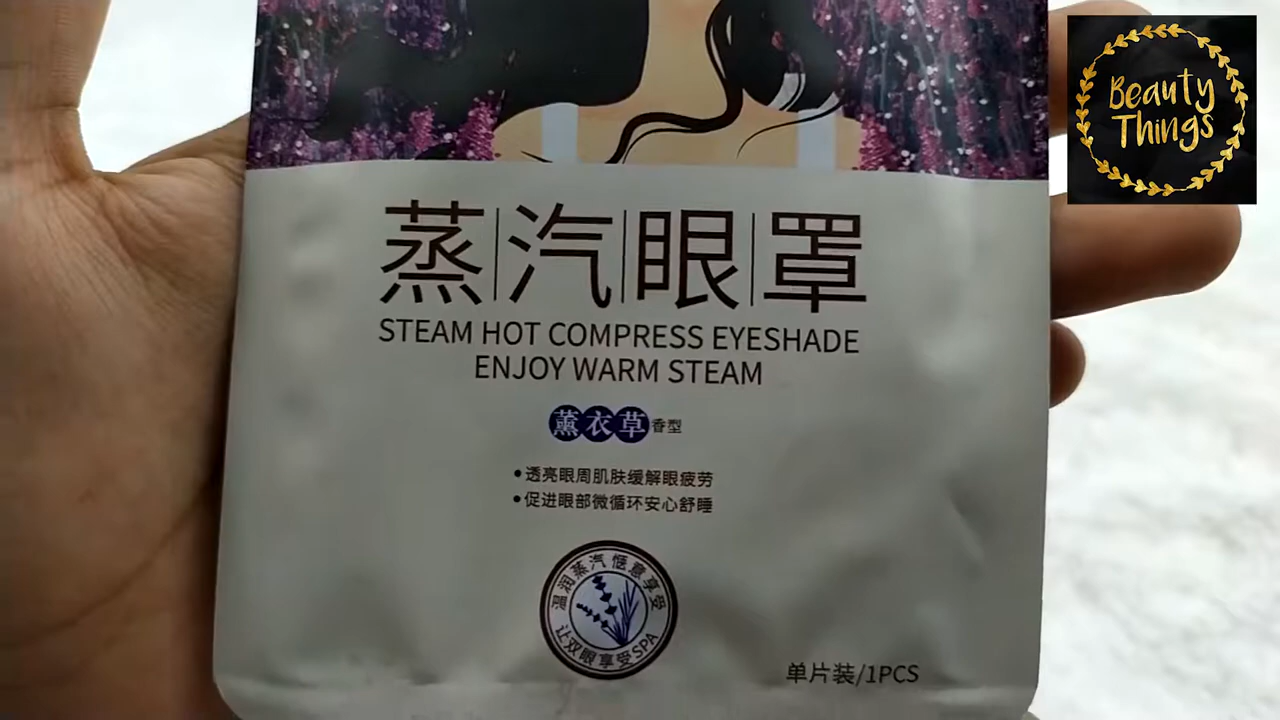 Beauty
Things
蒸汽眼罩
STEAM HOT COMPRESS EYESHADE
ENJOY WARM STEAM
薰衣草香型
•透亮眼周肌肤缓解眼疲劳
•促进眼部微循环安心舒睡
温润蒸汽 惬意享受
让双眼享受SPA
单片装/1PCS